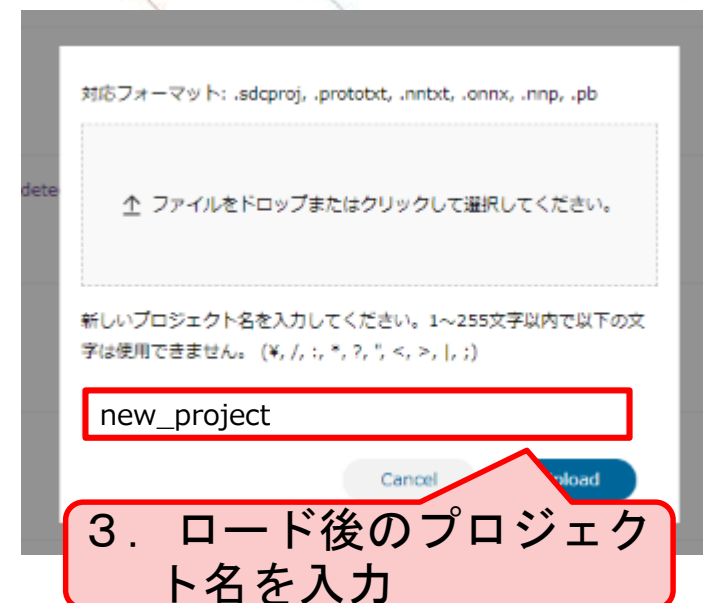 対応フォーマット: .sdcproj, .prototxt, .nntxt, .onnx, .nnp, .pb
dete
ファイルをドロップまたはクリックして選択してください。
新しいプロジェクト名を入力してください。1～255文字以内で以下の文
字は使用できません。 (¥, /, :, *, ?, ", <, >, |, ;)
new_project
Cancel
pload
3．ロード後のプロジェク
ト名を入力